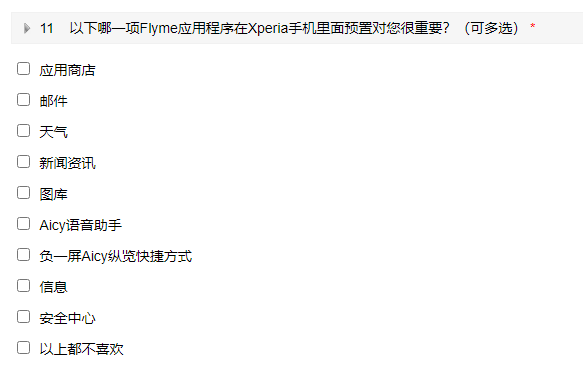 11 以下哪一项Flyme应用程序在Xperia手机里面预置对您很重要？（可多选）*
应用商店
邮件
天气
新闻资讯
图库
Aicy语音助手
负一屏Aicy纵览快捷方式
信息
安全中心
以上都不喜欢